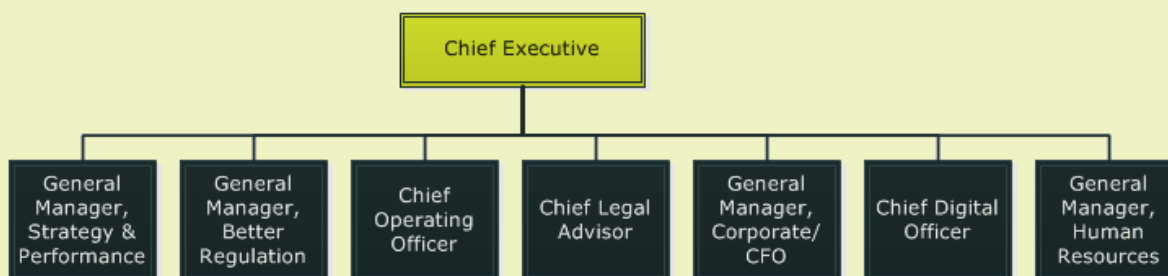 Chief Executive
General
Manager,
Strategy &
Performance
General
Manager,
Better
Regulation
Chief
Operating
Officer
Chief Legal
Advisor
General
Manager,
Corporate/
CFO
Chief Digital
Officer
General
Manager,
Human
Resources